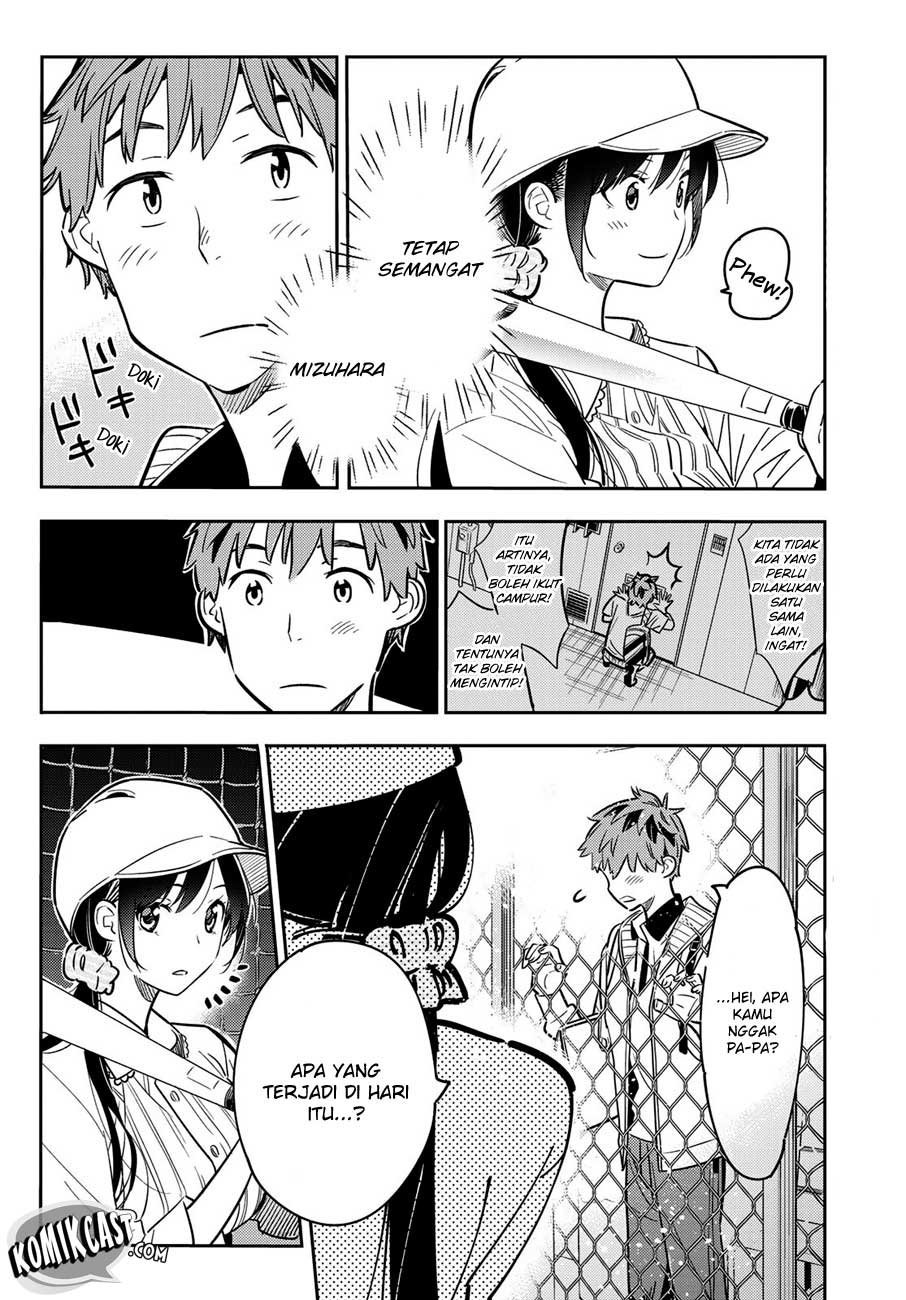 Phew!
TETAP
SEMANGAT
MIZUHARA
ドキ
Doki
ドキ
Doki
KITA TIDAK
ADA YANG
PERLU
DILAKUKAN
SATU
SAMA
LAIN,
INGAT!
ITU
ARTINYA,
TIDAK
BOLEH IKUT
CAMPUR!
DAN
TENTUNYA
TAK BOLEH
MENGINTIP!
...HEI, APA
KAMU
NGGAK
PA-PA?
APA YANG
TERJADI DI HARI
ITU...?
KOMIKCAST
.COM